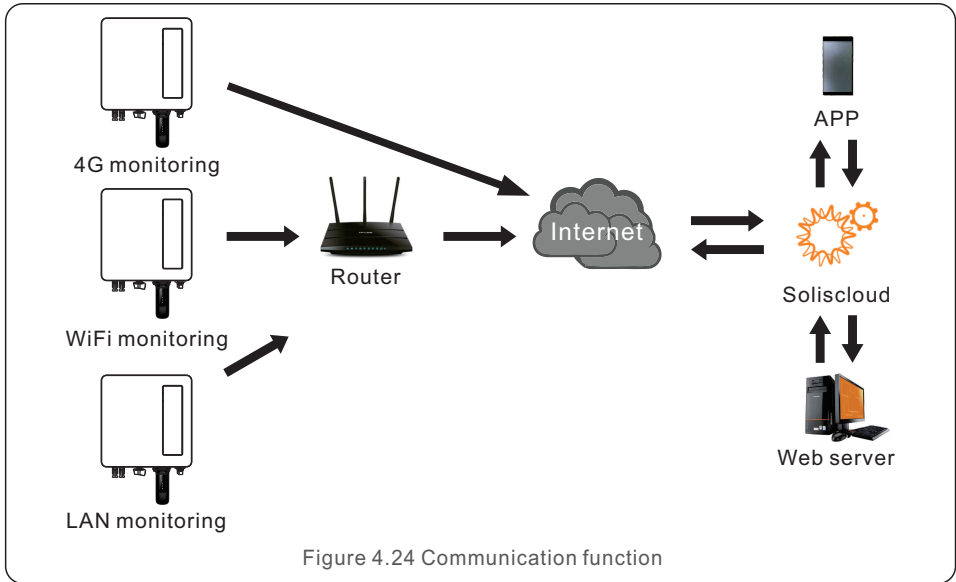 APP
4G monitoring
Internet
Router
Soliscloud
WiFi monitoring
Web server
LAN monitoring
Figure 4.24 Communication function